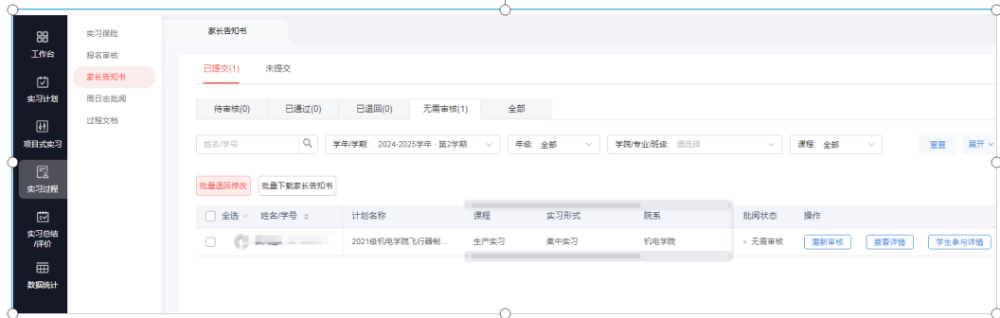 工作台
实习计划
项目式实习
实习过程
实习总结
/评价
数据统计
实习保险
报名审核
家长告知书
周日志批阅
过程文档
家长告知书
已提交(1) 未提交
待审核(0) 已通过(0) 已退回(0) 无需审核(1) 全部
姓名/学号 学年/学期: 2024-2025学年 - 第2学期 年级: 全部 学院/专业/班级: 请选择 课程: 全部 重置 展开
批量退回修改 批量下载家长告知书
全选 姓名/学号 计划名称 课程 实习形式 院系 批阅状态 操作
2021级机电学院飞行器制... 生产实习 集中实习 机电学院 无需审核 重新审核 查看详情 学生参与详情